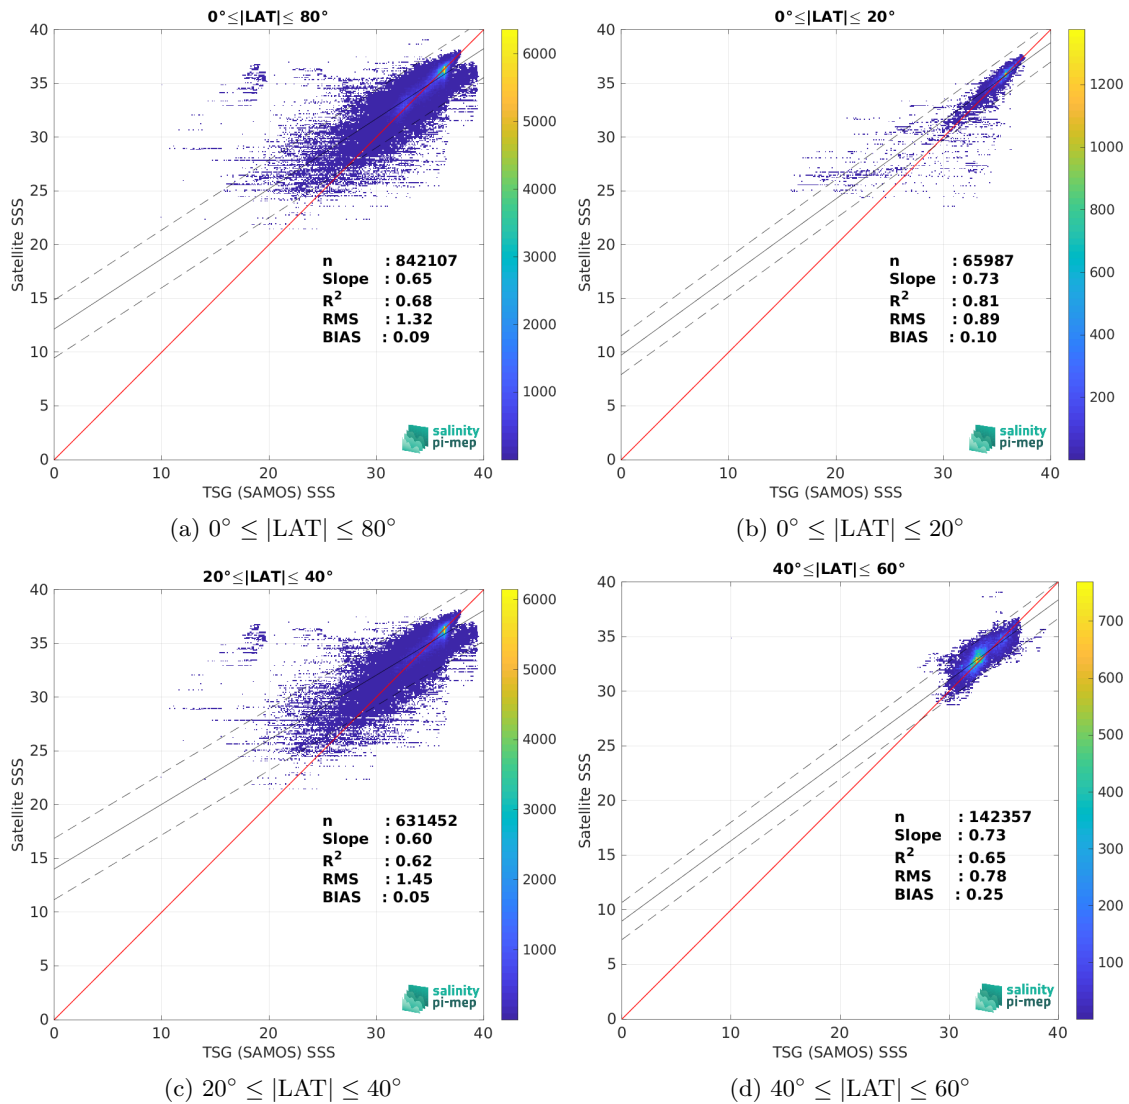 0°≤|LAT|≤ 80°
Satellite SSS
40
35
30
25
20
15
10
5
0
n : 842107
Slope : 0.65
R² : 0.68
RMS : 1.32
BIAS : 0.09
salinity
pi-mep
0 10 20 30 40
TSG (SAMOS) SSS
6000
5000
4000
3000
2000
1000
(a) 0° ≤ |LAT| ≤ 80°
0°≤|LAT|≤ 20°
Satellite SSS
40
35
30
25
20
15
10
5
0
n : 65987
Slope : 0.73
R² : 0.81
RMS : 0.89
BIAS : 0.10
salinity
pi-mep
0 10 20 30 40
TSG (SAMOS) SSS
1200
1000
800
600
400
200
(b) 0° ≤ |LAT| ≤ 20°
20°≤|LAT|≤ 40°
Satellite SSS
40
35
30
25
20
15
10
5
0
n : 631452
Slope : 0.60
R² : 0.62
RMS : 1.45
BIAS : 0.05
salinity
pi-mep
0 10 20 30 40
TSG (SAMOS) SSS
6000
5000
4000
3000
2000
1000
(c) 20° ≤ |LAT| ≤ 40°
40°≤|LAT|≤ 60°
Satellite SSS
40
35
30
25
20
15
10
5
0
n : 142357
Slope : 0.73
R² : 0.65
RMS : 0.78
BIAS : 0.25
salinity
pi-mep
0 10 20 30 40
TSG (SAMOS) SSS
700
600
500
400
300
200
100
(d) 40° ≤ |LAT| ≤ 60°